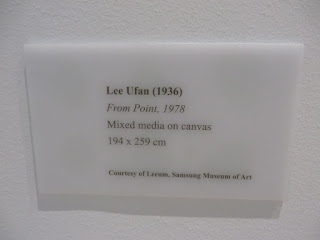 Lee Ufan (1936)
From Point, 1978
Mixed media on canvas
194 x 259 cm
Courtesy of Leeum, Samsung Museum of Art